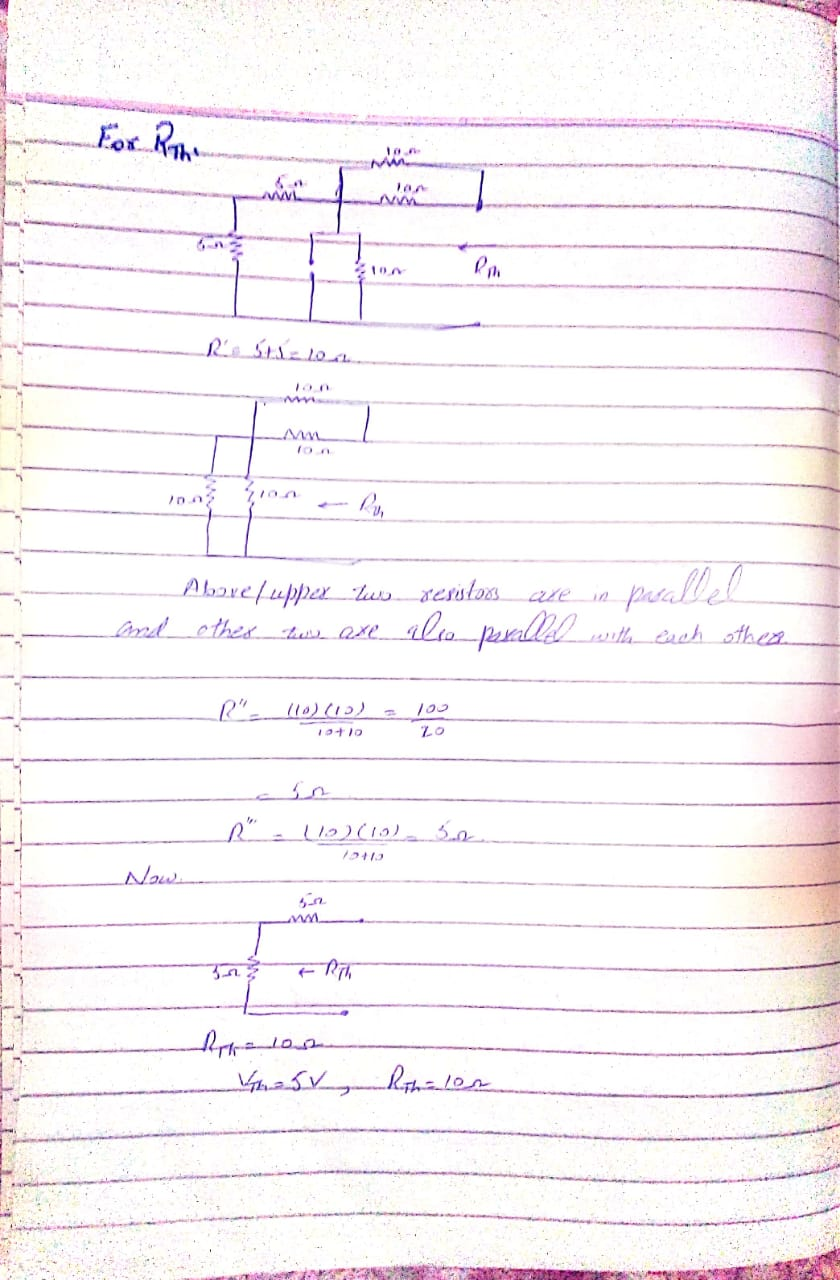 For RTh:
10Ω
5Ω
10Ω
5Ω
10Ω
RTh
R' = 5+5 = 10Ω
10Ω
10Ω
10Ω
10Ω
← RTh
Above/upper two resistors are in parallel
and other two are also parallel with each other
R" = (10)(10) = 100
10+10 20
= 5Ω
R"' = (10)(10) = 5Ω
10+10
Now.
5Ω
5Ω ← RTh
RTh = 10Ω
VTh = 5V, RTh = 10Ω